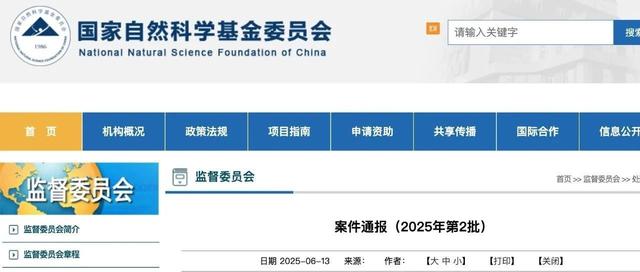 国家自然科学基金委员会
National Natural Science Foundation of China
1986
请输入关键字
首 页 机构概况 政策法规 项目指南 申请资助 共享传播 国际合作 信息公开
监督委员会
监督委员会
首页>>监督委员会>>处
监督委员会简介
监督委员会章程
案件通报（2025年第2批）
日期 2025-06-13 来源： 作者： 【大 中 小】 【打印】 【关闭】